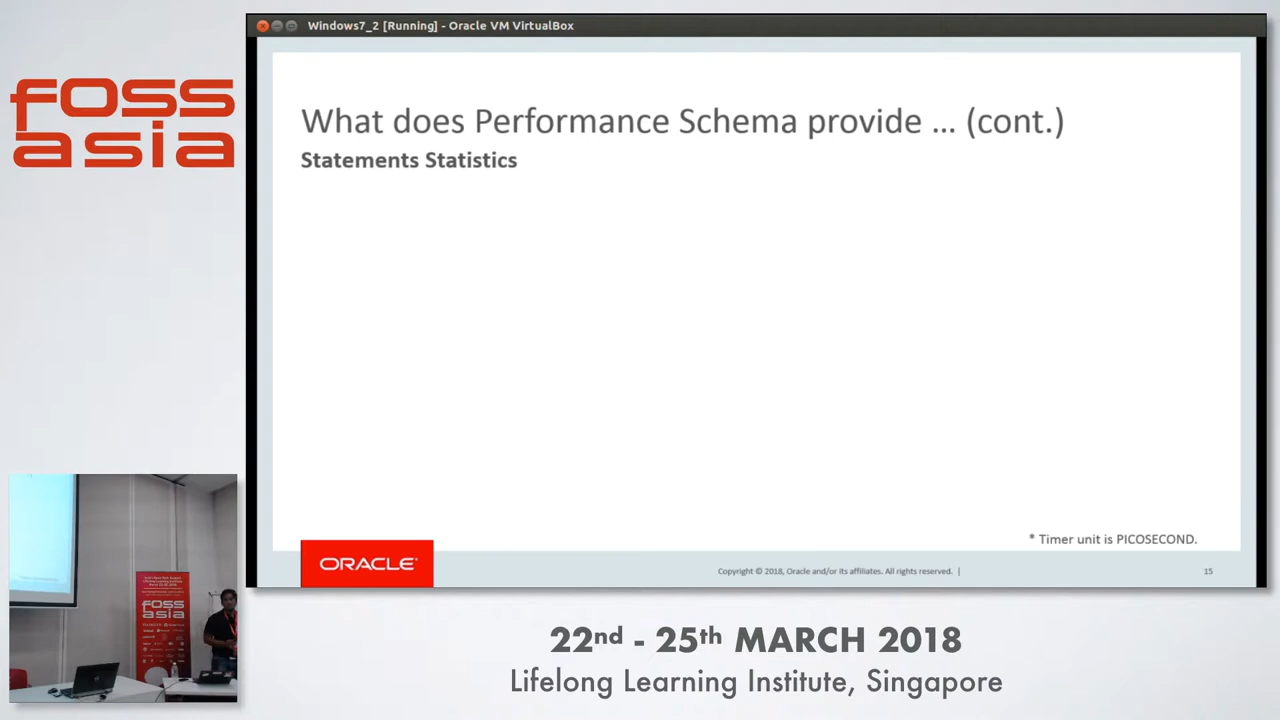 foss
asia
Windows7_2 [Running] - Oracle VM VirtualBox
What does Performance Schema provide ... (cont.)
Statements Statistics
* Timer unit is PICOSECOND.
ORACLE
Copyright © 2018, Oracle and/or its affiliates. All rights reserved. |
15
foss
asia
22nd - 25th MARCH 2018
Lifelong Learning Institute, Singapore